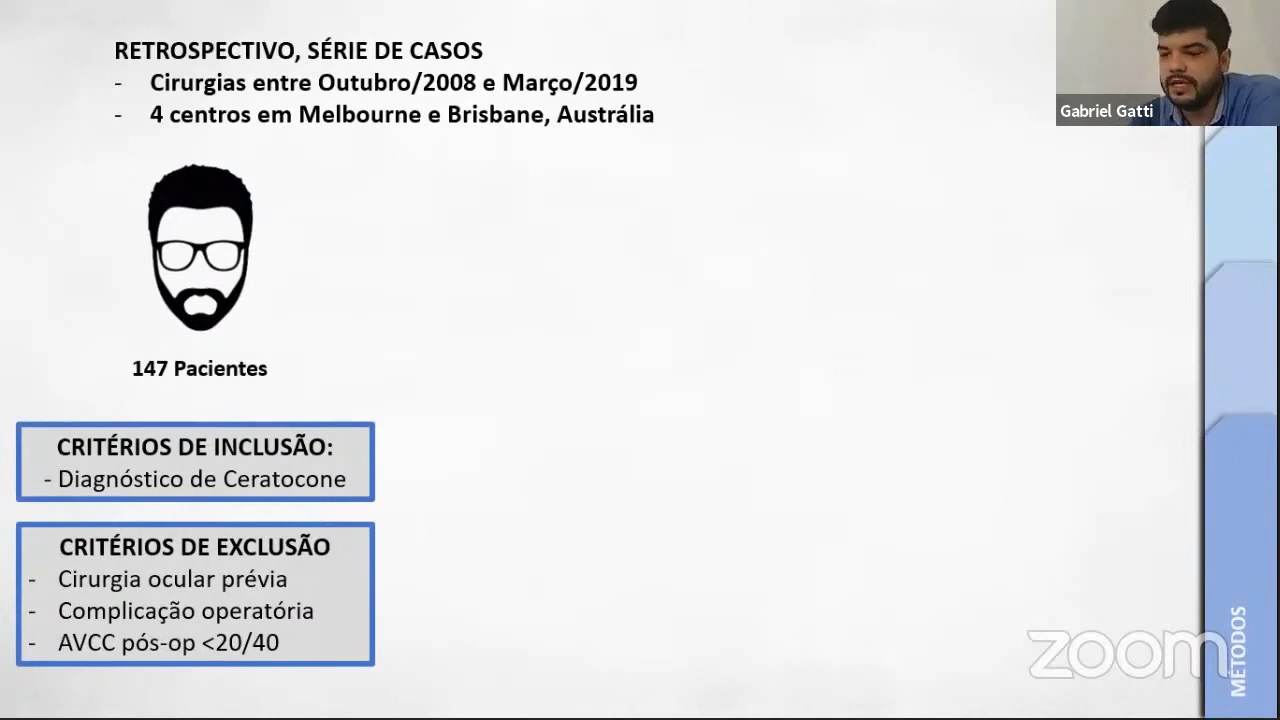 RETROSPECTIVO, SÉRIE DE CASOS
- Cirurgias entre Outubro/2008 e Março/2019
- 4 centros em Melbourne e Brisbane, Austrália
Gabriel Gatti
147 Pacientes
CRITÉRIOS DE INCLUSÃO:
- Diagnóstico de Ceratocone
CRITÉRIOS DE EXCLUSÃO
- Cirurgia ocular prévia
- Complicação operatória
- AVCC pós-op <20/40
zoom
MÉTODOS